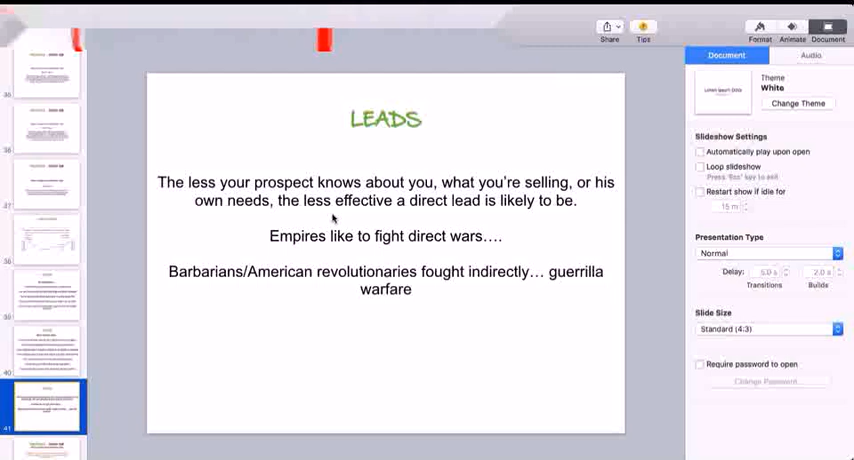 Share
Tips
Format
Animate
Document
Document
Audio
Theme
White
Change Theme
Slideshow Settings
Automatically play upon open
Loop slideshow
Press 'Esc' key to exit
Restart show if idle for
15 m
Presentation Type
Normal
Delay:
5.0 s
2.0 s
Transitions
Builds
Slide Size
Standard (4:3)
Require password to open
Change Password...
LEADS
The less your prospect knows about you, what you're selling, or his
own needs, the less effective a direct lead is likely to be.
Empires like to fight direct wars….
Barbarians/American revolutionaries fought indirectly… guerrilla
warfare
39
40
41